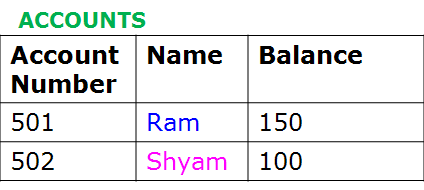 ACCOUNTS
Account Number Name Balance
501 Ram 150
502 Shyam 100